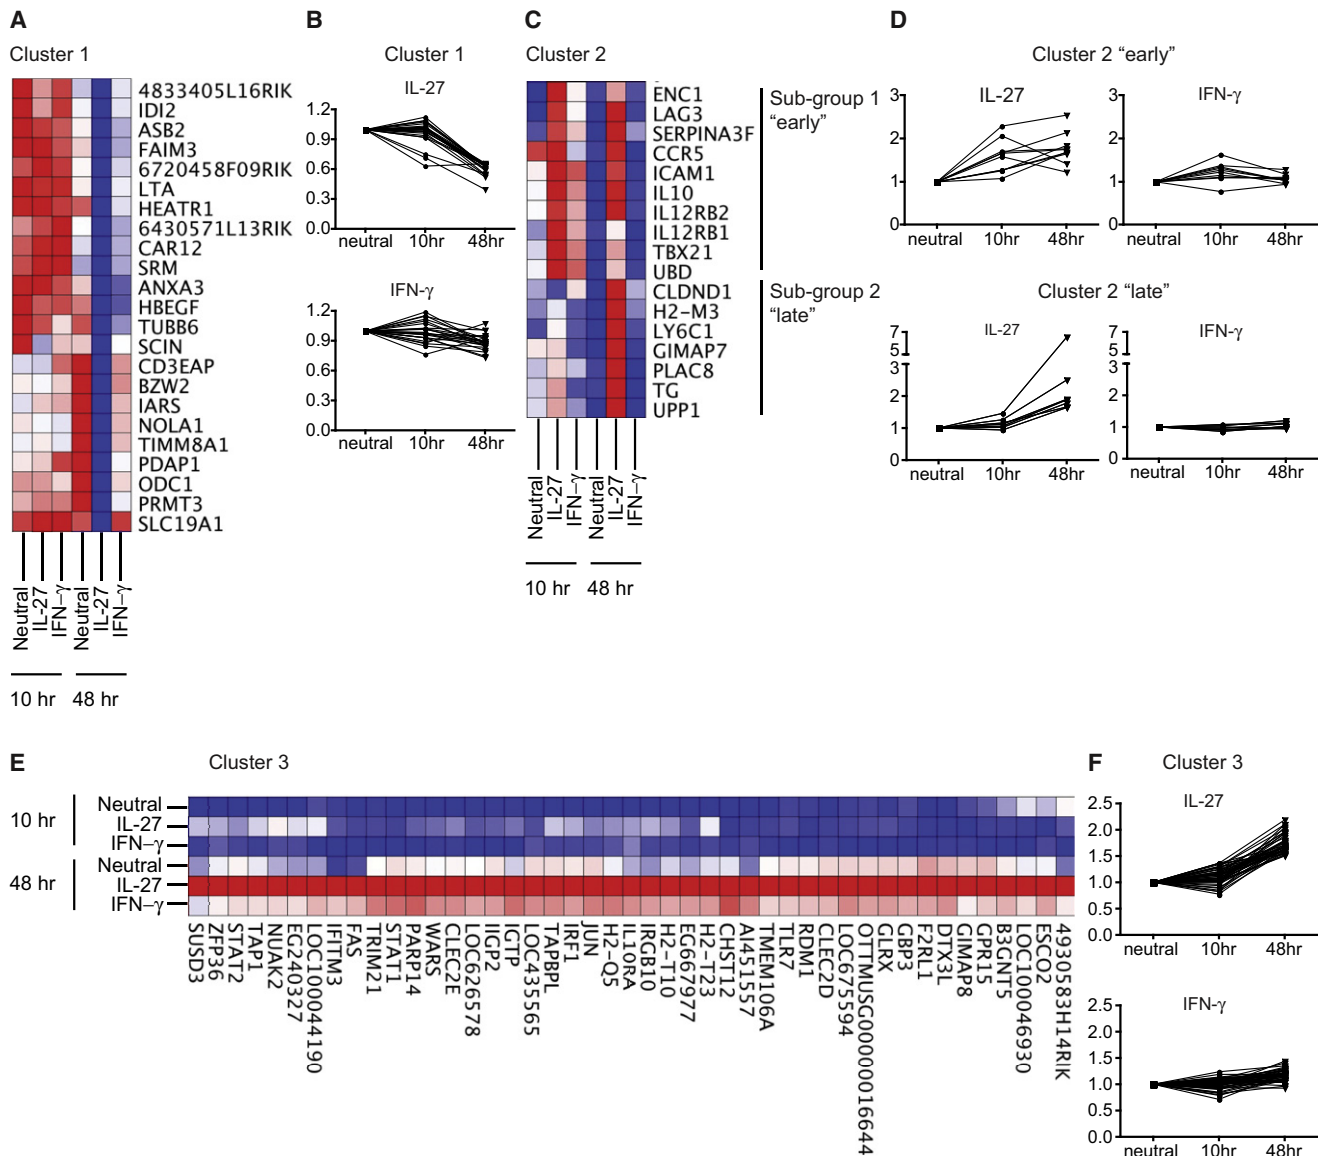 A
Cluster 1
4833405L16RIK
IDI2
ASB2
FAIM3
6720458F09RIK
LTA
HEATR1
6430571L13RIK
CAR12
SRM
ANXA3
HBEGF
TUBB6
SCIN
CD3EAP
BZW2
IARS
NOLA1
TIMM8A1
PDAP1
ODC1
PRMT3
SLC19A1
Neutral
IL-27
IFN-γ
Neutral
IL-27
IFN-γ
10 hr
48 hr
B
Cluster 1
IL-27
1.2
0.9
0.6
0.3
0.0
neutral 10hr 48hr
IFN-γ
1.2
0.9
0.6
0.3
0.0
neutral 10hr 48hr
C
Cluster 2
ENC1
LAG3
SERPINA3F
CCR5
ICAM1
IL10
IL12RB2
IL12RB1
TBX21
UBD
CLDND1
H2-M3
LY6C1
GIMAP7
PLAC8
TG
UPP1
Sub-group 1
"early"
Sub-group 2
"late"
Neutral
IL-27
IFN-γ
Neutral
IL-27
IFN-γ
10 hr
48 hr
D
Cluster 2 "early"
IL-27
3
2
1
0
neutral 10hr 48hr
IFN-γ
3
2
1
0
neutral 10hr 48hr
Cluster 2 "late"
IL-27
7
5
3
2
1
0
neutral 10hr 48hr
IFN-γ
7
5
3
2
1
0
neutral 10hr 48hr
E
Cluster 3
10 hr
Neutral
IL-27
IFN-γ
48 hr
Neutral
IL-27
IFN-γ
SUSD3
ZFP36
STAT2
TAP1
NUAK2
EG240327
LOC100044190
IFITM3
FAS
TRIM21
STAT1
PARP14
WARS
CLEC2E
LOC626578
IIGP2
IGTP
LOC435565
TAPBPL
IRF1
JUN
H2-Q5
IL10RA
IRGB10
H2-T10
EG667977
H2-T23
CHST12
AI451557
TMEM106A
TLR7
RDM1
CLEC2D
LOC675594
OTTMUSG00000016644
GLRX
GBP3
F2RL1
DTX3L
GIMAP8
GPR15
B3GNT5
LOC100046930
ESCO2
4930583H14RIK
F
Cluster 3
IL-27
2.5
2.0
1.5
1.0
0.5
0.0
neutral 10hr 48hr
IFN-γ
2.5
2.0
1.5
1.0
0.5
0.0
neutral 10hr 48hr